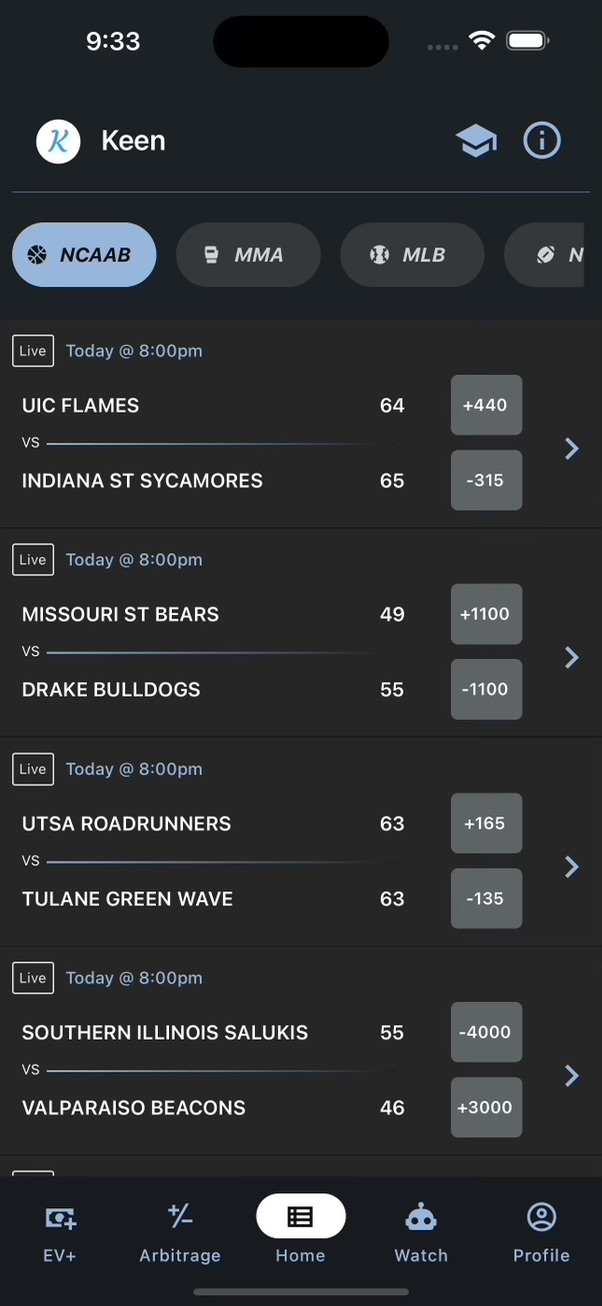 9:33
K Keen
NCAAB MMA MLB N
Live Today @ 8:00pm
UIC FLAMES 64 +440
VS
INDIANA ST SYCAMORES 65 -315
Live Today @ 8:00pm
MISSOURI ST BEARS 49 +1100
VS
DRAKE BULLDOGS 55 -1100
Live Today @ 8:00pm
UTSA ROADRUNNERS 63 +165
VS
TULANE GREEN WAVE 63 -135
Live Today @ 8:00pm
SOUTHERN ILLINOIS SALUKIS 55 -4000
VS
VALPARAISO BEACONS 46 +3000
EV+ Arbitrage Home Watch Profile